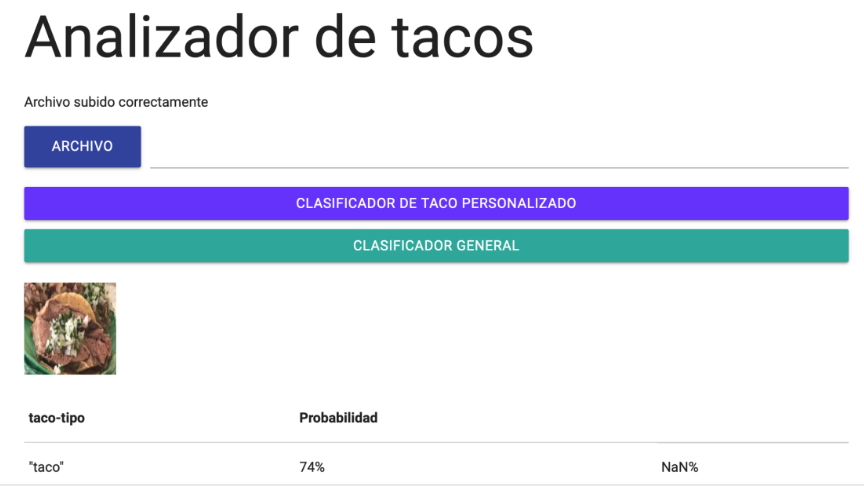 Analizador de tacos
Archivo subido correctamente
ARCHIVO
CLASIFICADOR DE TACO PERSONALIZADO
CLASIFICADOR GENERAL
taco-tipo Probabilidad
"taco" 74% NaN%